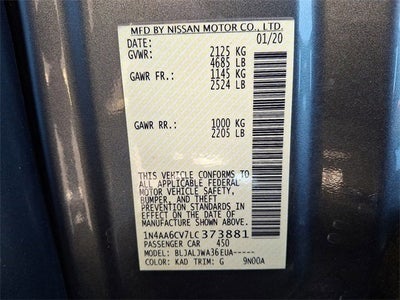 MFD BY NISSAN MOTOR CO., LTD.
DATE: 01/20
GVWR: 2125 KG
4685 LB
GAWR FR.: 1145 KG
2524 LB
GAWR RR.: 1000 KG
2205 LB
THIS VEHICLE CONFORMS TO
ALL APPLICABLE FEDERAL
MOTOR VEHICLE SAFETY,
BUMPER, AND THEFT
PREVENTION STANDARDS IN
EFFECT ON THE DATE OF
MANUFACTURE SHOWN ABOVE.
1N4AA6CV7LC373881
PASSENGER CAR 450
MODEL: BLJALJWA36EUA-----
COLOR: KAD TRIM: G 9N00A